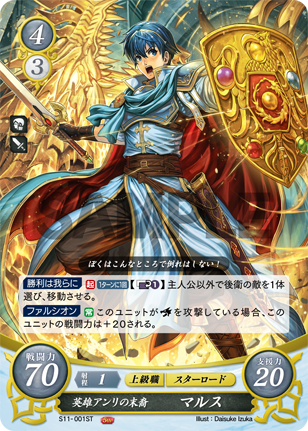 4
3
SAMPLE
ぼくはこんなところで倒れはしない！
勝利は我らに 起 1ターンに1回 【 1】 主人公以外で後衛の敵を1体
選び、移動させる。
ファルシオン 常 このユニットが を攻撃している場合、この
ユニットの戦闘力は＋20される。
戦闘力
70
射程 1 上級職 スターロード
支援力
20
英雄アンリの末裔 マルス
S11-001ST
Illust : Daisuke Izuka